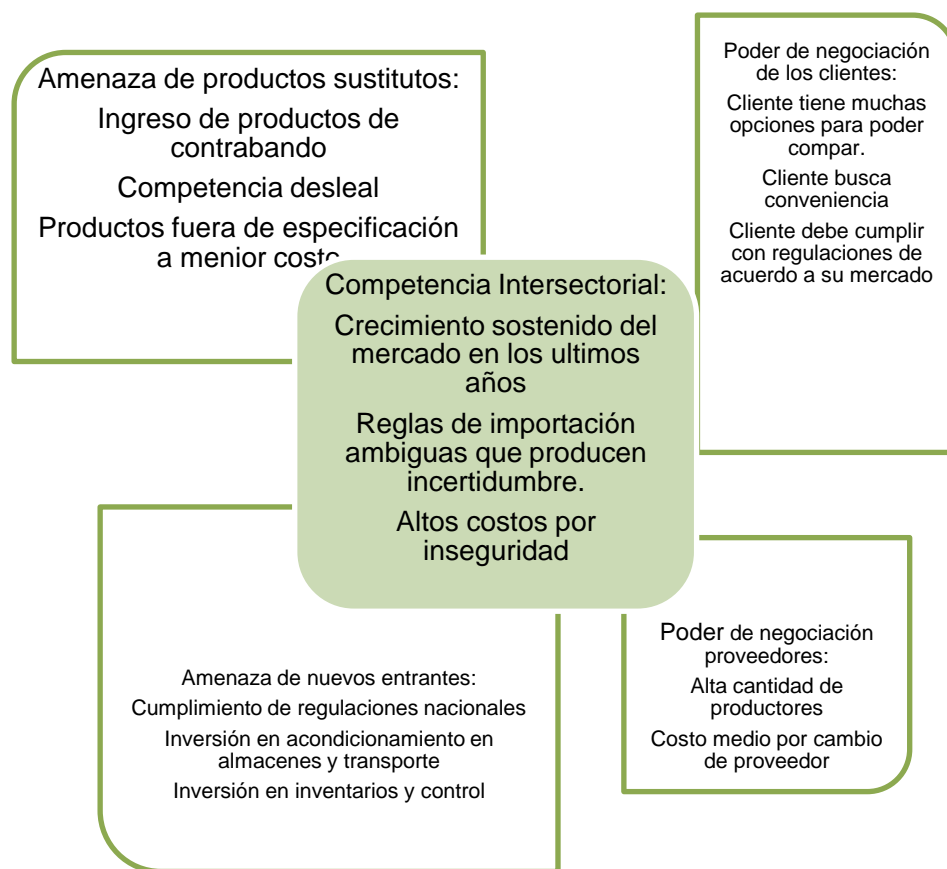 Amenaza de productos sustitutos:
Ingreso de productos de
contrabando
Competencia desleal
Productos fuera de especificación
a menior costo
Poder de negociación
de los clientes:
Cliente tiene muchas
opciones para poder
compar.
Cliente busca
conveniencia
Cliente debe cumplir
con regulaciones de
acuerdo a su mercado
Competencia Intersectorial:
Crecimiento sostenido del
mercado en los ultimos
años
Reglas de importación
ambiguas que producen
incertidumbre.
Altos costos por
inseguridad
Amenaza de nuevos entrantes:
Cumplimiento de regulaciones nacionales
Inversión en acondicionamiento en
almacenes y transporte
Inversión en inventarios y control
Poder de negociación
proveedores:
Alta cantidad de
productores
Costo medio por cambio
de proveedor